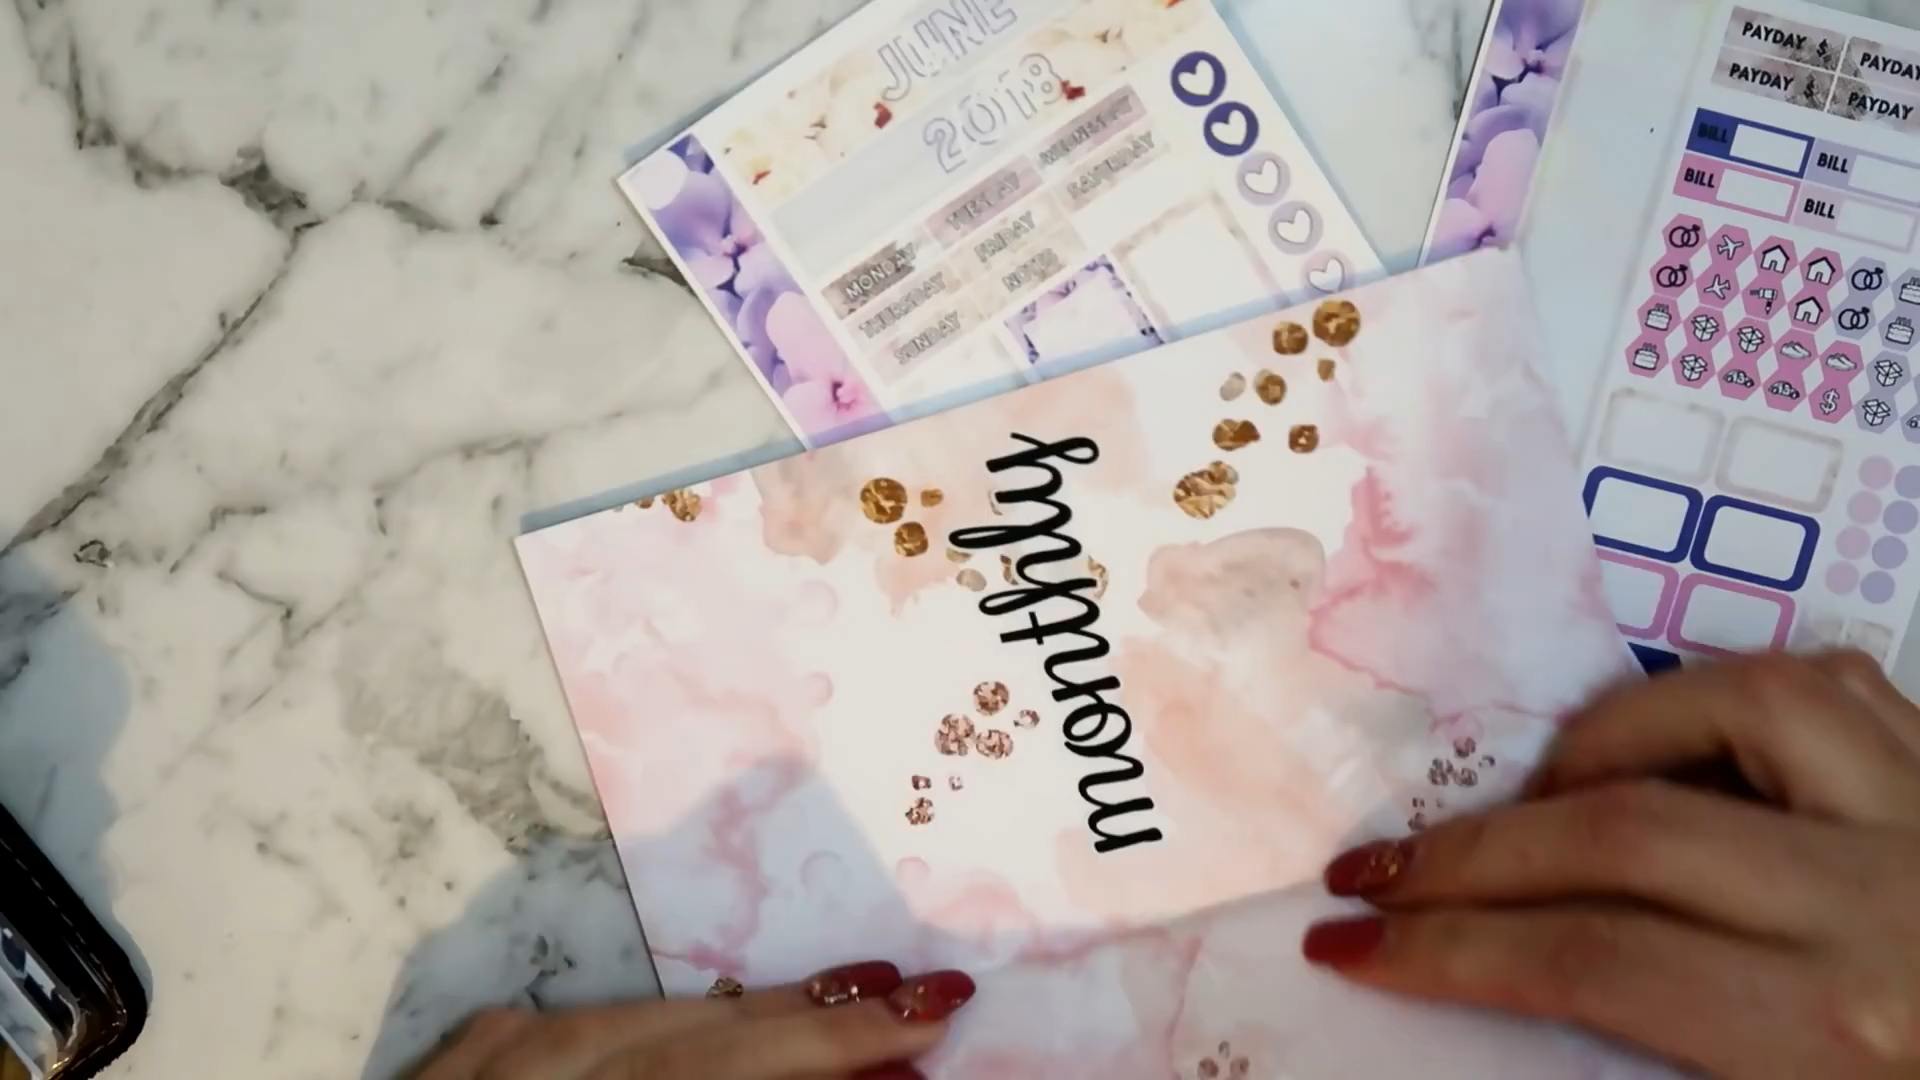 JUNE
2018
MONDAY
TUESDAY
WEDNESDAY
THURSDAY
FRIDAY
SATURDAY
SUNDAY
NOTES
PAYDAY $
PAYDAY
PAYDAY $
PAYDAY
BILL
BILL
BILL
BILL
$
monthly